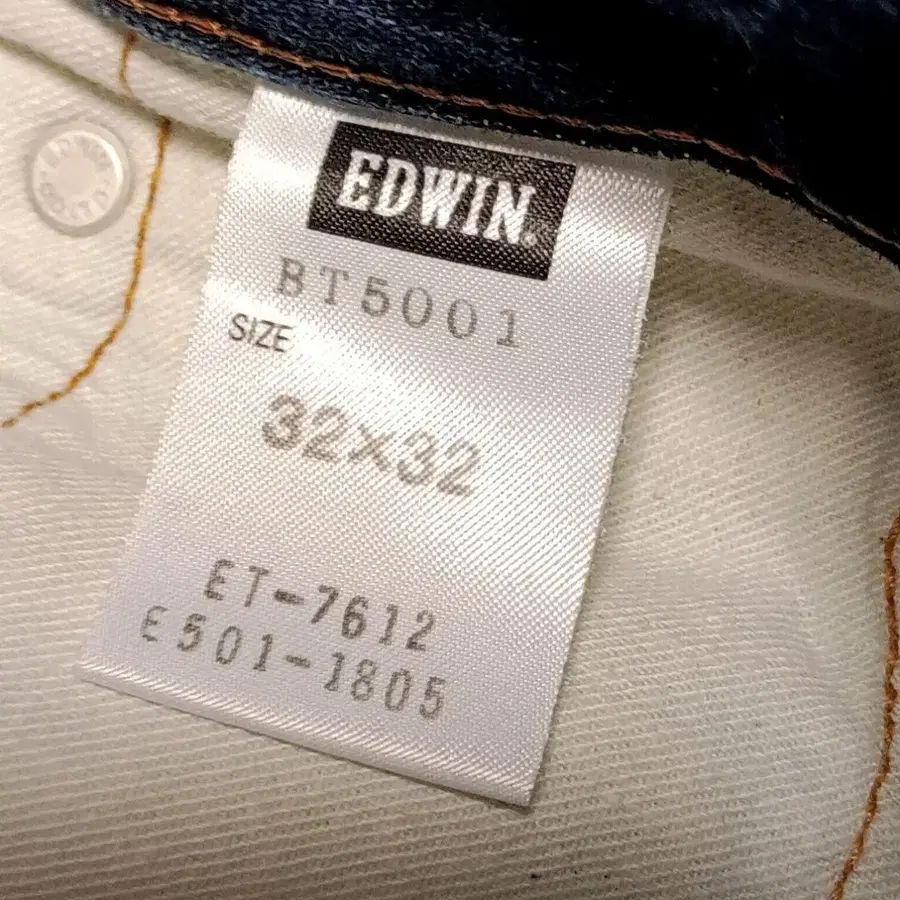 EDWIN.
BT5001
SIZE
32×32
ET-7612
E501-1805